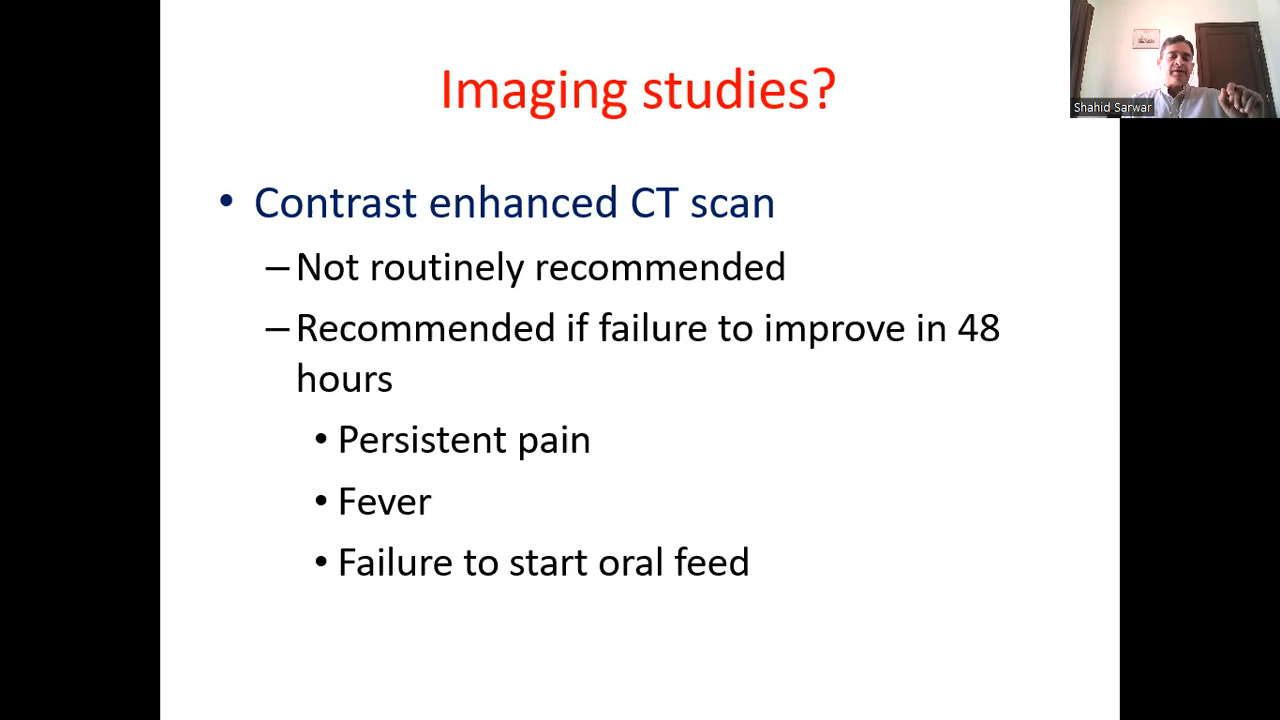 Imaging studies?
Shahid Sarwar
• Contrast enhanced CT scan
– Not routinely recommended
– Recommended if failure to improve in 48
hours
• Persistent pain
• Fever
• Failure to start oral feed